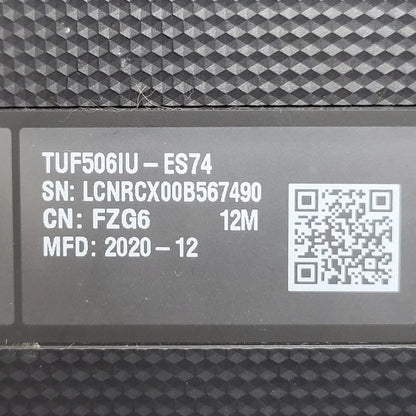 TUF506IU-ES74
SN: LCNRCX00B567490
CN: FZG6 12M
MFD: 2020-12